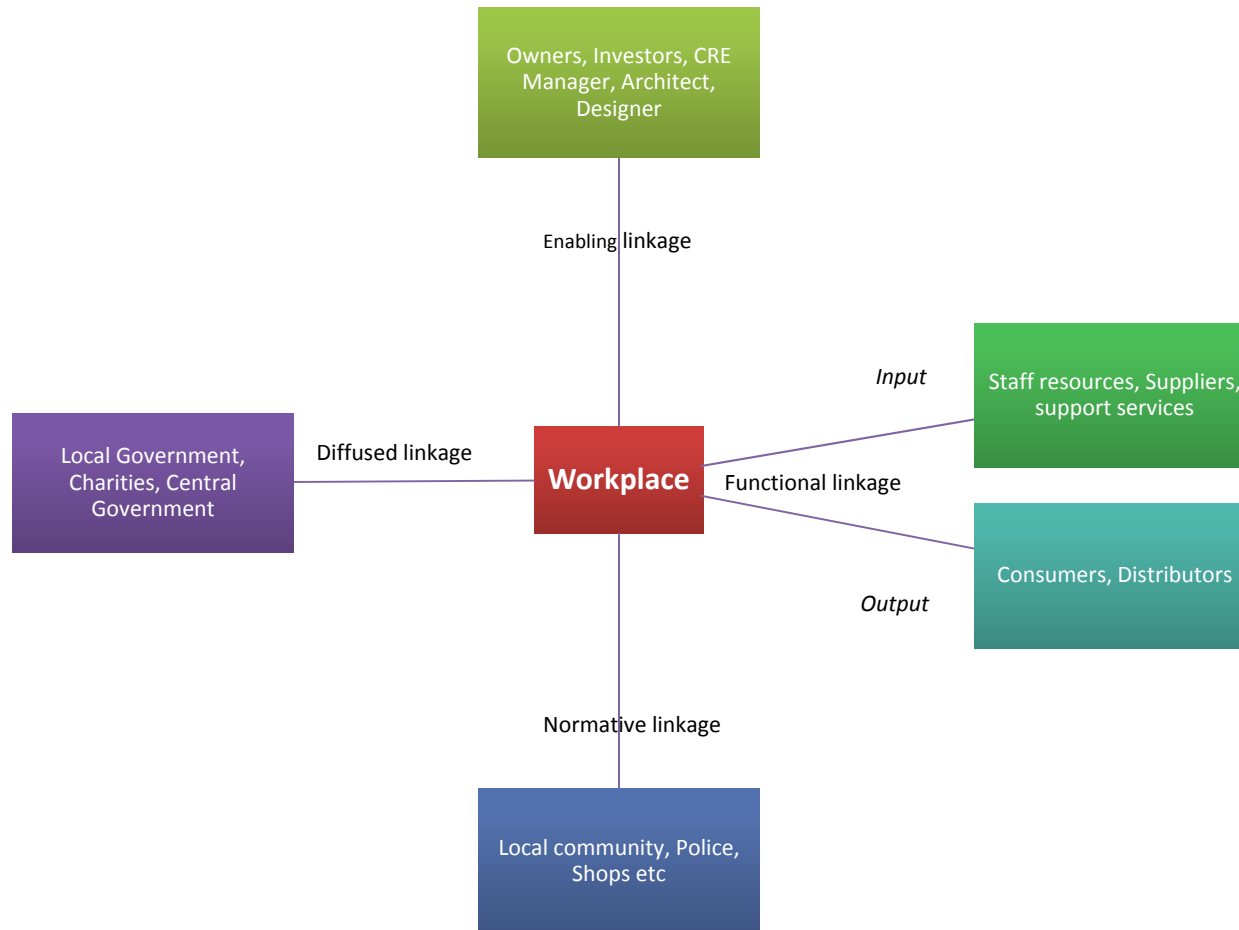 Owners, Investors, CRE
Manager, Architect,
Designer
Enabling linkage
Input
Staff resources, Suppliers,
support services
Local Government,
Charities, Central
Government
Diffused linkage
Workplace
Functional linkage
Consumers, Distributors
Output
Normative linkage
Local community, Police,
Shops etc